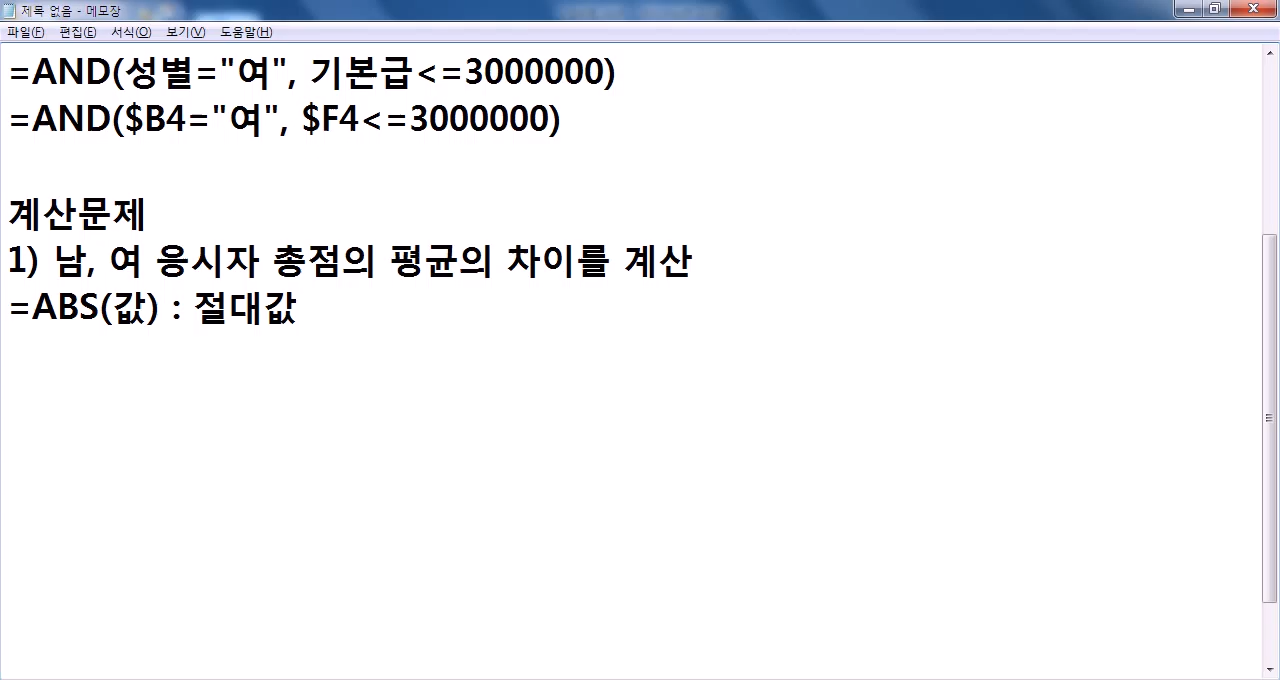 제목 없음 - 메모장
파일(F) 편집(E) 서식(O) 보기(V) 도움말(H)
=AND(성별="여", 기본급<=3000000)
=AND($B4="여", $F4<=3000000)
계산문제
1) 남, 여 응시자 총점의 평균의 차이를 계산
=ABS(값) : 절대값